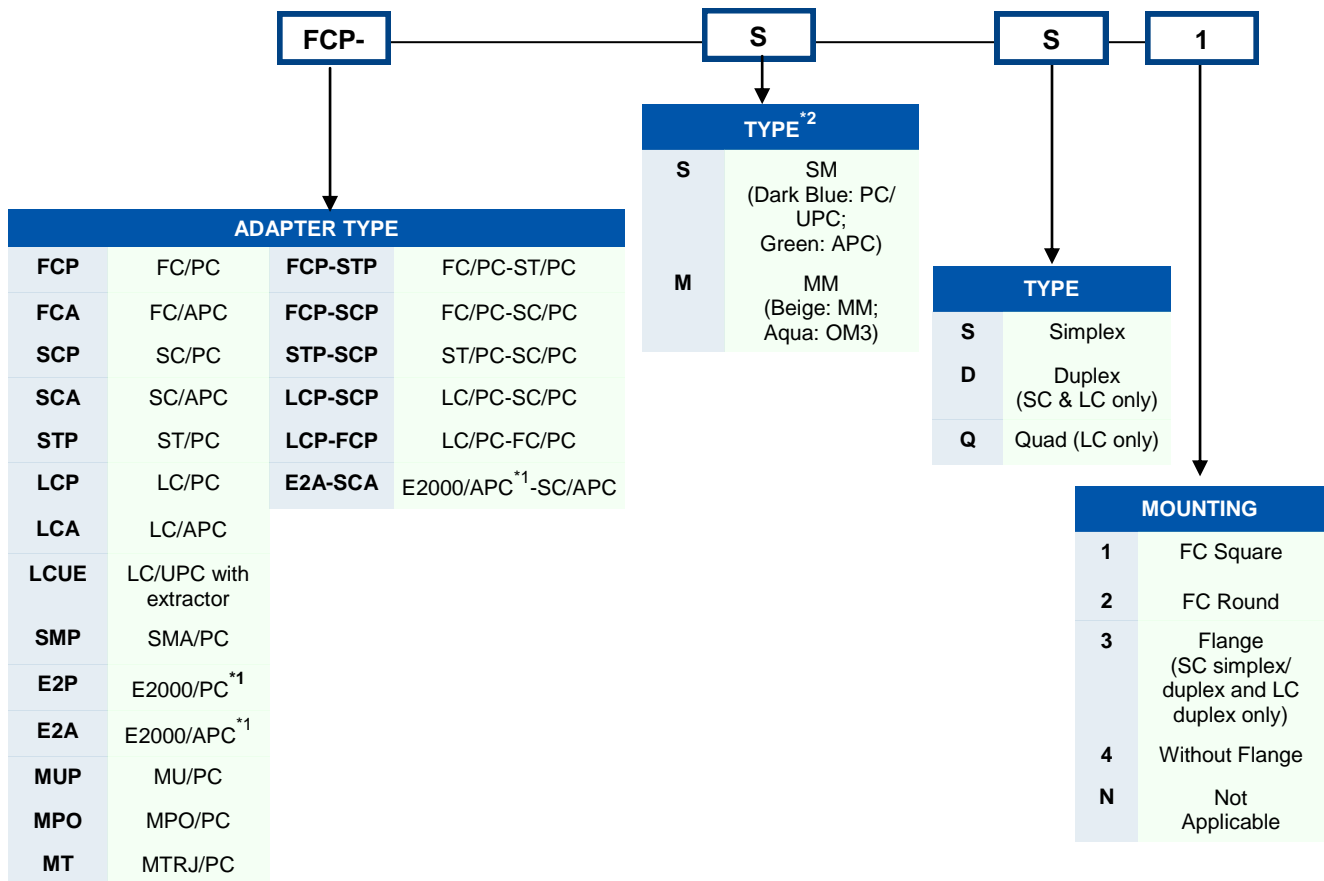 FCP- S S 1
TYPE*2
S SM
(Dark Blue: PC/
UPC;
Green: APC)
M MM
(Beige: MM;
Aqua: OM3)
ADAPTER TYPE
FCP FC/PC FCP-STP FC/PC-ST/PC
FCA FC/APC FCP-SCP FC/PC-SC/PC
SCP SC/PC STP-SCP ST/PC-SC/PC
SCA SC/APC LCP-SCP LC/PC-SC/PC
STP ST/PC LCP-FCP LC/PC-FC/PC
LCP LC/PC E2A-SCA E2000/APC*1-SC/APC
LCA LC/APC
LCUE LC/UPC with
extractor
SMP SMA/PC
E2P E2000/PC*1
E2A E2000/APC*1
MUP MU/PC
MPO MPO/PC
MT MTRJ/PC
TYPE
S Simplex
D Duplex
(SC & LC only)
Q Quad (LC only)
MOUNTING
1 FC Square
2 FC Round
3 Flange
(SC simplex/
duplex and LC
duplex only)
4 Without Flange
N Not
Applicable